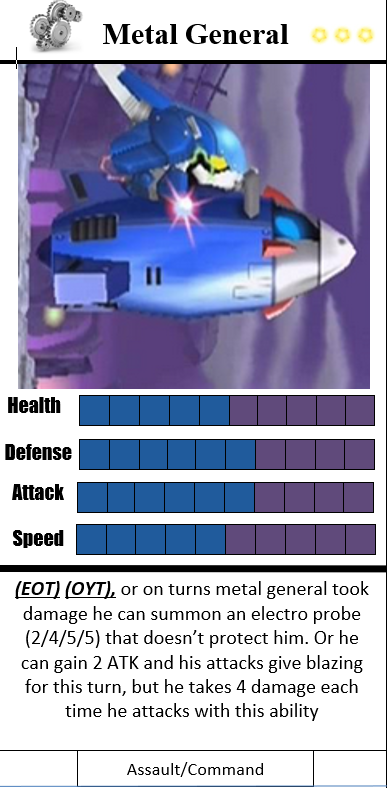 Metal General
Health
Defense
Attack
Speed
(EOT) (OYT), or on turns metal general took
damage he can summon an electro probe
(2/4/5/5) that doesn’t protect him. Or he
can gain 2 ATK and his attacks give blazing
for this turn, but he takes 4 damage each
time he attacks with this ability
Assault/Command